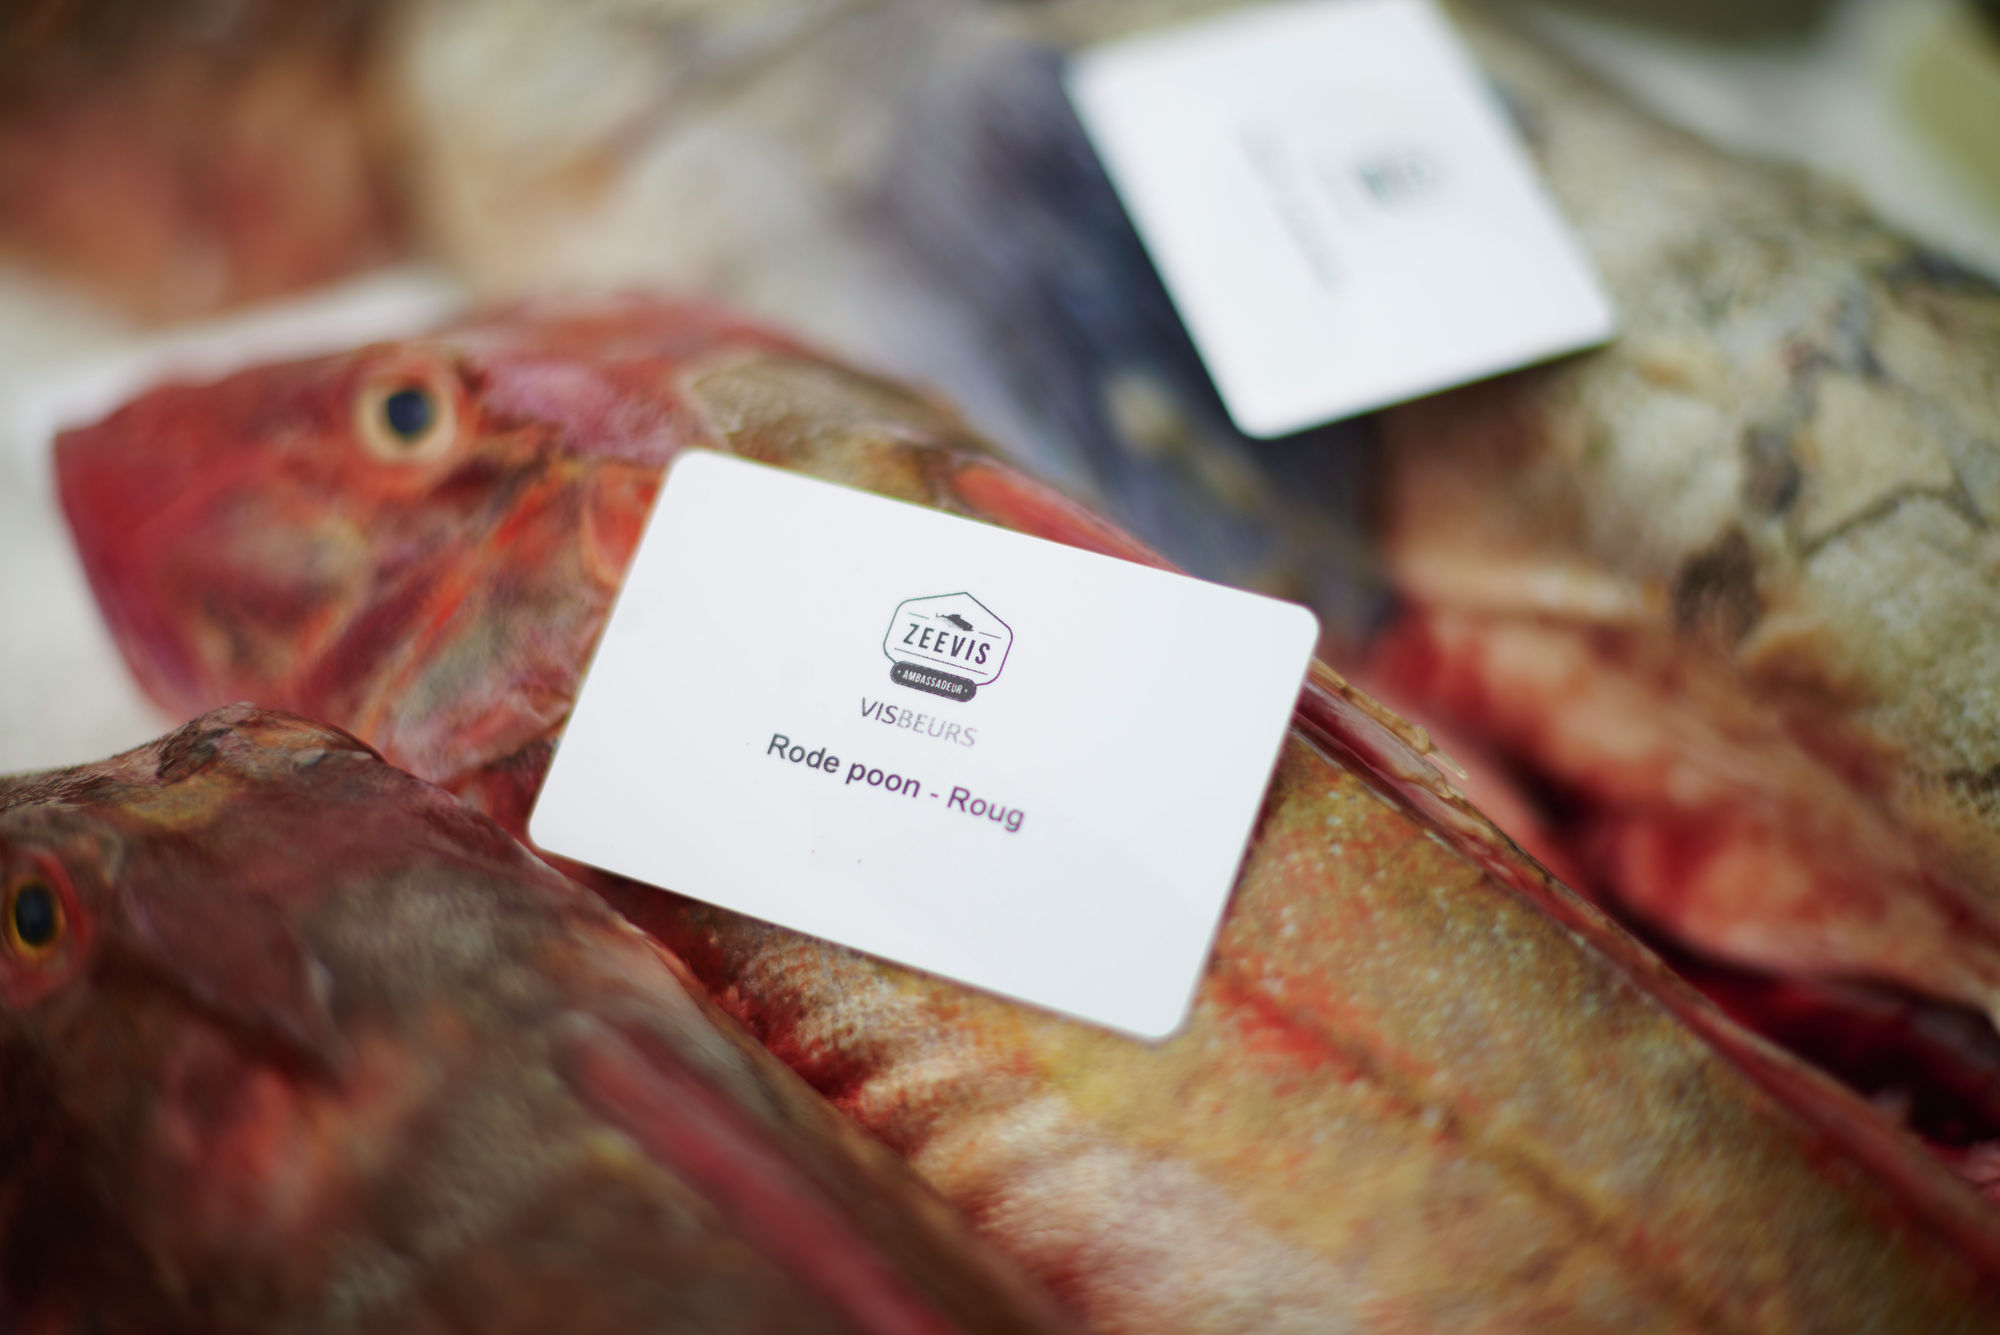 ZEEVIS
• AMBASSADEUR •
VISBEURS
Rode poon - Roug